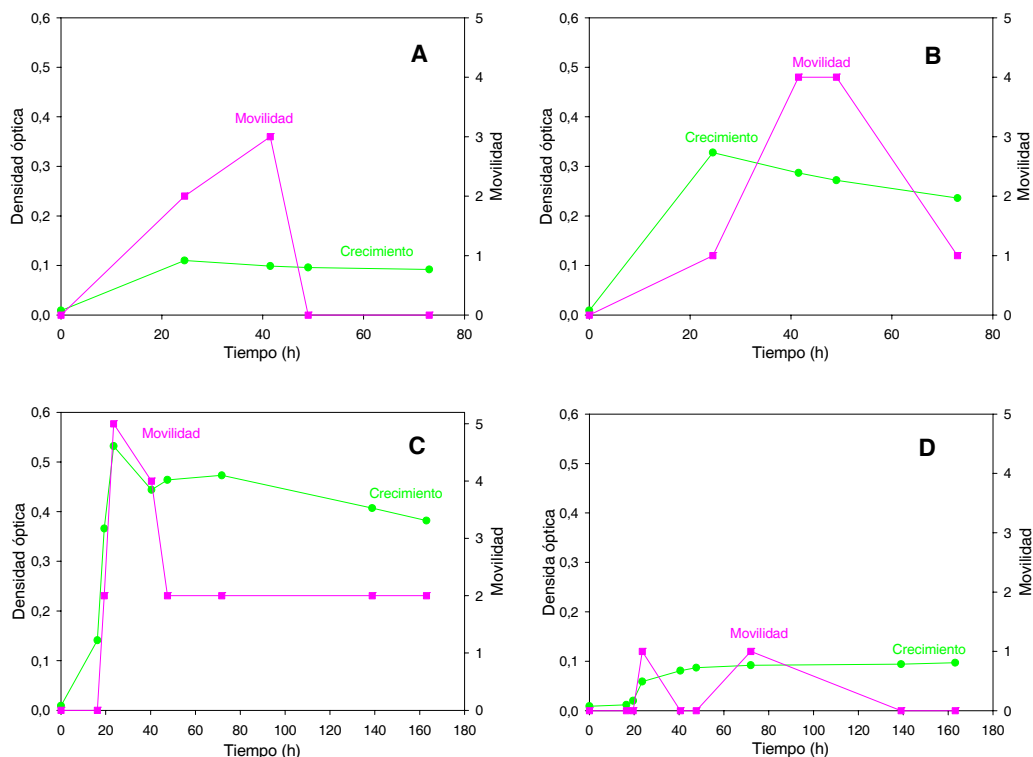 A
Densidad óptica
0,6
0,5
0,4
0,3
0,2
0,1
0,0
Movilidad
Crecimiento
5
4
3
2
1
0
Movilidad
0 20 40 60 80
Tiempo (h)
B
Densidad óptica
0,6
0,5
0,4
0,3
0,2
0,1
0,0
Movilidad
Crecimiento
5
4
3
2
1
0
Movilidad
0 20 40 60 80
Tiempo (h)
C
Densidad óptica
0,6
0,5
0,4
0,3
0,2
0,1
0,0
Movilidad
Crecimiento
5
4
3
2
1
0
Movilidad
0 20 40 60 80 100 120 140 160 180
Tiempo (h)
D
Densida óptica
0,6
0,5
0,4
0,3
0,2
0,1
0,0
Movilidad
Crecimiento
5
4
3
2
1
0
Movilidad
0 20 40 60 80 100 120 140 160 180
Tiempo (h)